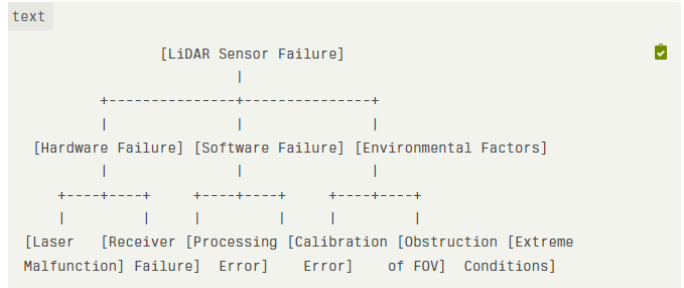 text
[LiDAR Sensor Failure]
|
+---------------+---------------+
| | |
[Hardware Failure] [Software Failure] [Environmental Factors]
| | |
+----+----+ +----+----+ +----+----+
| | | | | |
[Laser [Receiver [Processing [Calibration [Obstruction [Extreme
Malfunction] Failure] Error] Error] of FOV] Conditions]